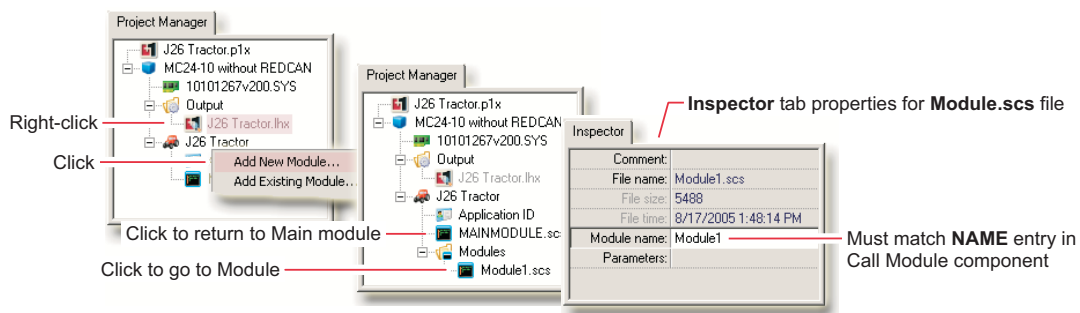 Project Manager
J26 Tractor.p1x
MC24-10 without REDCAN
10101267v200.SYS
Output
J26 Tractor.lhx
J26 Tractor
Add New Module...
Add Existing Module...
Right-click
Click
Click to return to Main module
Click to go to Module
Project Manager
J26 Tractor.p1x
MC24-10 without REDCAN
10101267v200.SYS
Output
J26 Tractor.lhx
J26 Tractor
Application ID
MAINMODULE.sc
Modules
Module1.scs
Inspector tab properties for Module.scs file
Inspector
Comment:
File name: Module1.scs
File size: 5488
File time: 8/17/2005 1:48:14 PM
Module name: Module1
Parameters:
Must match NAME entry in
Call Module component